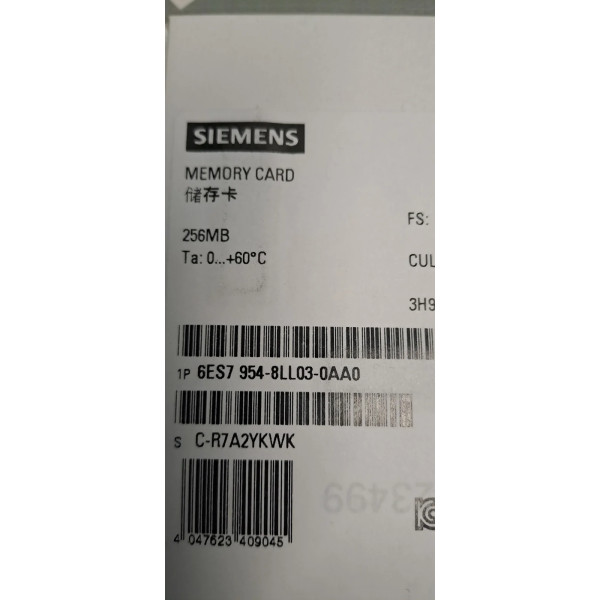 SIEMENS
MEMORY CARD
储存卡
256MB
Ta: 0...+60°C
FS:
CUL
3H9
1P 6ES7 954-8LL03-0AA0
S C-R7A2YKWK
23499
4 047623 409045